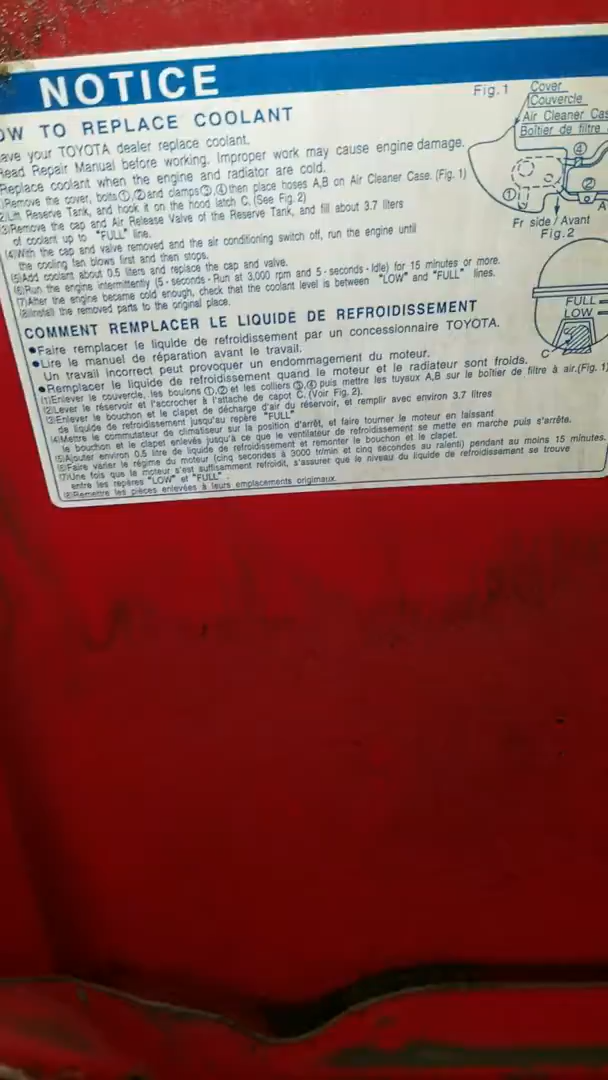 NOTICE
OW TO REPLACE COOLANT
ave your TOYOTA dealer replace coolant.
Read Repair Manual before working. Improper work may cause engine damage.
Replace coolant when the engine and radiator are cold.
(1)Remove the cover, bolts①,②and clamps③,④then place hoses A,B on Air Cleaner Case. (Fig. 1)
(2)Lift Reserve Tank, and hook it on the hood latch C. (See Fig. 2)
(3)Remove the cap and Air Release Valve of the Reserve Tank, and fill about 3.7 liters
of coolant up to "FULL" line.
(4)With the cap and valve removed and the air conditioning switch off, run the engine until
the cooling fan blows first and then stops.
(5)Add coolant about 0.5 liters and replace the cap and valve.
(6)Run the engine intermittently (5-seconds-Run at 3,000 rpm and 5-seconds-Idle) for 15 minutes or more.
(7)After the engine became cold enough, check that the coolant level is between "LOW" and "FULL" lines.
(8)Install the removed parts to the original place.
COMMENT REMPLACER LE LIQUIDE DE REFROIDISSEMENT
●Faire remplacer le liquide de refroidissement par un concessionnaire TOYOTA.
●Lire le manuel de réparation avant le travail.
Un travail incorrect peut provoquer un endommagement du moteur.
●Remplacer le liquide de refroidissement quand le moteur et le radiateur sont froids.
(1)Enlever le couvercle, les boulons ①,② et les colliers ③,④ puis mettre les tuyaux A,B sur le boîtier de filtre à air.(Fig. 1)
(2)Lever le réservoir et l'accrocher à l'attache de capot C. (Voir Fig. 2).
(3)Enlever le bouchon et le clapet de décharge d'air du réservoir, et remplir avec environ 3.7 litres
de liquide de refroidissement jusqu'au repère "FULL"
(4)Mettre le commutateur de climatiseur sur la position d'arrêt, et faire tourner le moteur en laissant
le bouchon et le clapet enlevés jusqu'à ce que le ventilateur de refroidissement se mette en marche puis s'arrête.
(5)Ajouter environ 0.5 litre de liquide de refroidissement et remonter le bouchon et le clapet.
(6)Faire varier le régime du moteur (cinq secondes à 3000 tr/min et cinq secondes au ralenti) pendant au moins 15 minutes.
(7)Une fois que le moteur s'est suffisamment refroidit, s'assurer que le niveau du liquide de refroidissement se trouve
entre les repères "LOW" et "FULL".
(8)Remettre les pièces enlevées à leurs emplacements originaux.
Fig.1
Cover
Couvercle
Air Cleaner Cas
Boîtier de filtre
④
①
②
A
Fr side/Avant
Fig.2
FULL
LOW
C